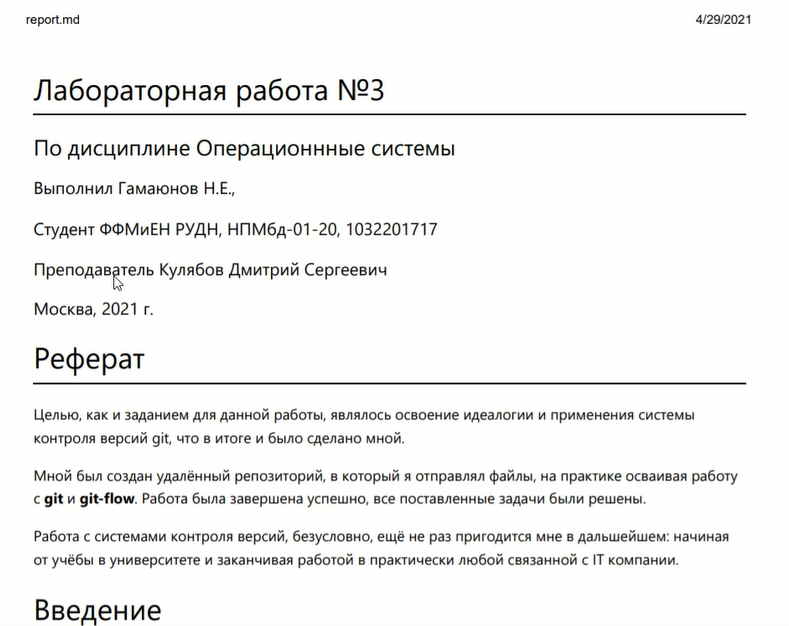 report.md 4/29/2021
Лабораторная работа №3
По дисциплине Операционнные системы
Выполнил Гамаюнов Н.Е.,
Студент ФФМиЕН РУДН, НПМбд-01-20, 1032201717
Преподаватель Кулябов Дмитрий Сергеевич
Москва, 2021 г.
Реферат
Целью, как и заданием для данной работы, являлось освоение идеалогии и применения системы
контроля версий git, что в итоге и было сделано мной.
Мной был создан удалённый репозиторий, в который я отправлял файлы, на практике осваивая работу
с git и git-flow. Работа была завершена успешно, все поставленные задачи были решены.
Работа с системами контроля версий, безусловно, ещё не раз пригодится мне в дальшейшем: начиная
от учёбы в университете и заканчивая работой в практически любой связанной с IT компании.
Введение